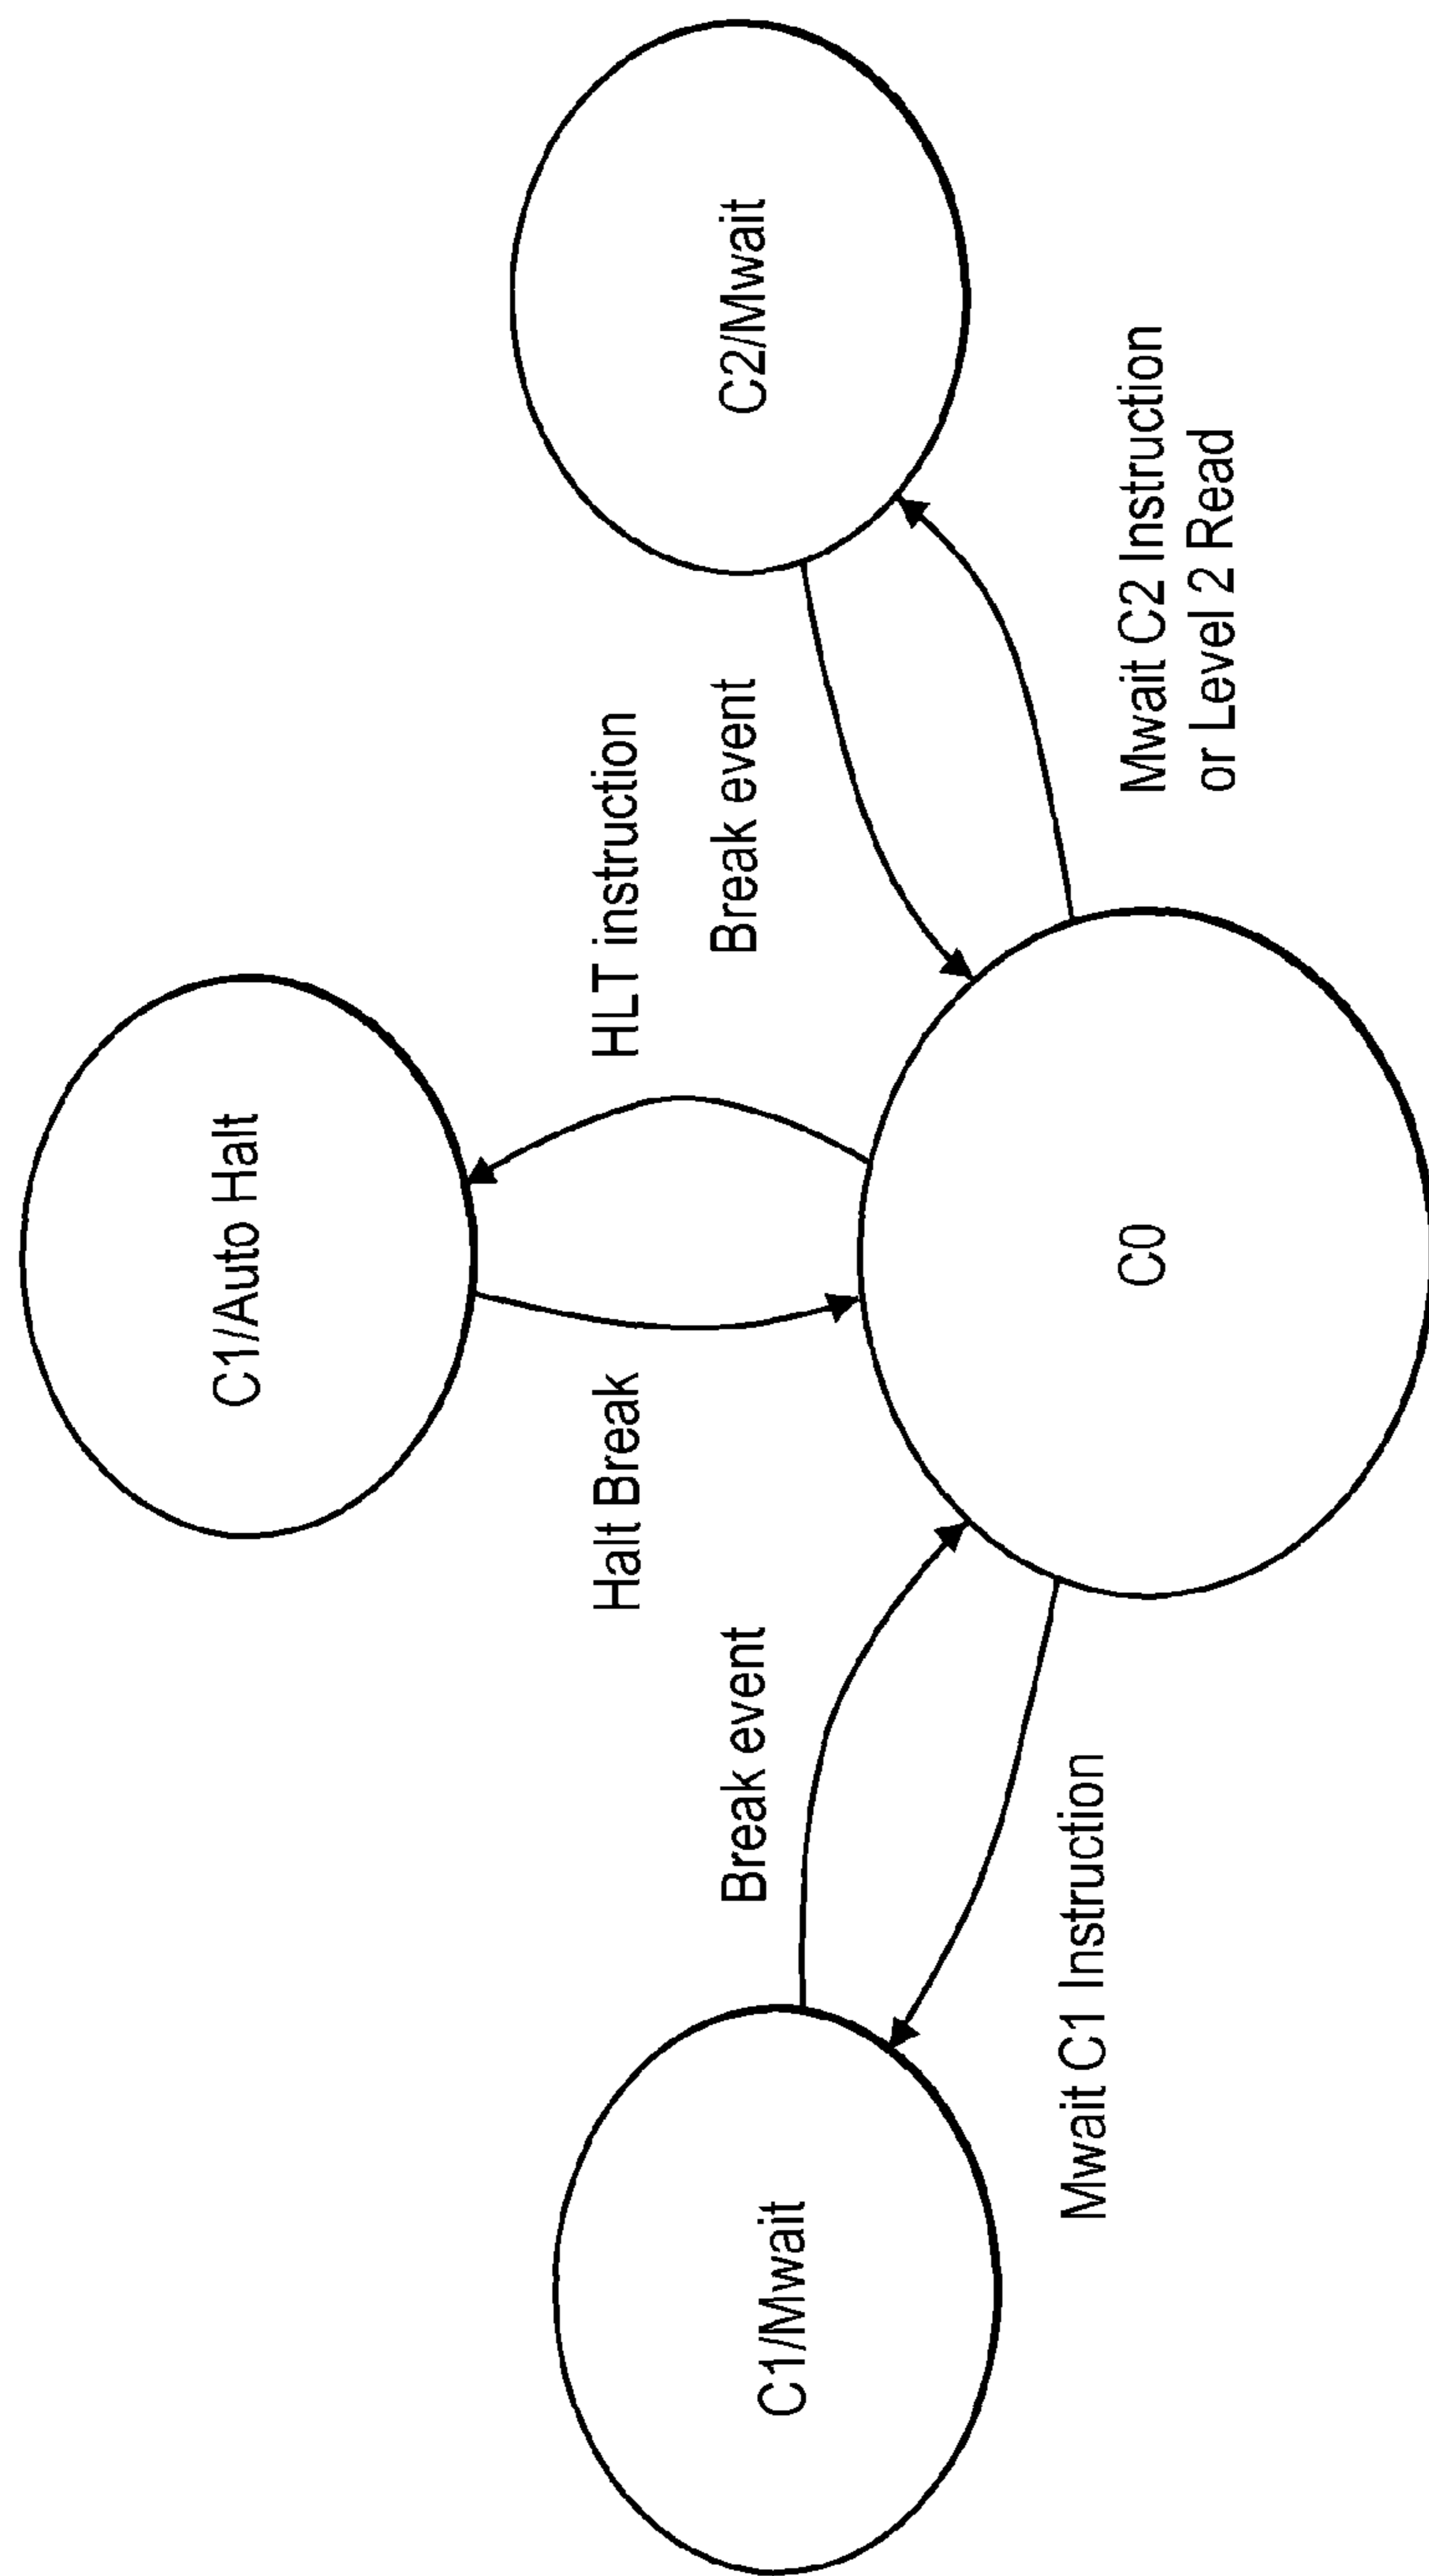 C1/Auto Halt
HLT instruction
Halt Break
C2/Mwait
Break event
Break event
C1/Mwait
Mwait C1 Instruction
C0
Mwait C2 Instruction
or Level 2 Read